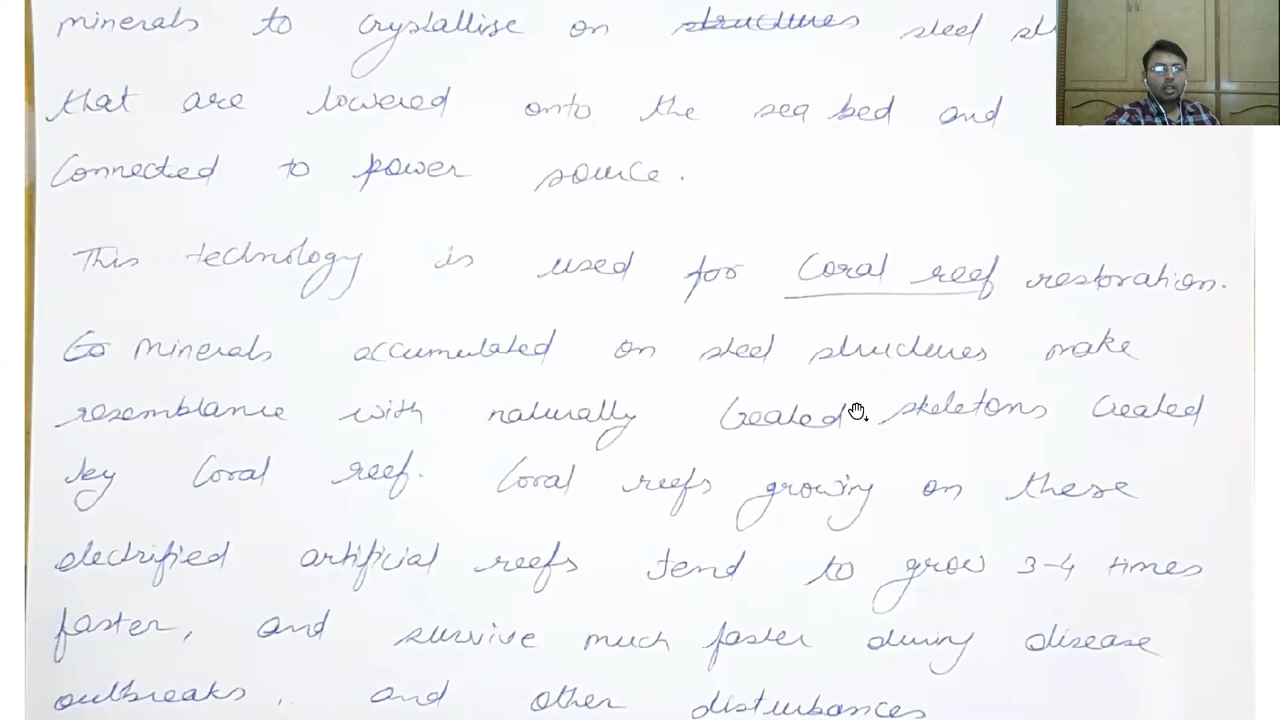 minerals to crystallise on structures steel
that are lowered onto the sea bed and
Connected to power source.
This technology is used for Coral reef restoration.
Minerals accumulated on steel structures make
resemblance with naturally Created skeletons Created
by Coral reef. Coral reefs growing on these
electrified artificial reefs tend to grow 3-4 times
faster, and survive much faster during disease
outbreaks, and other disturbances